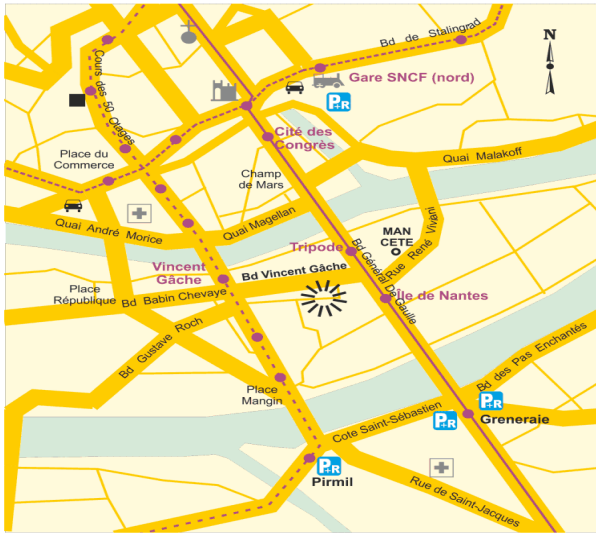 Bd de Stalingrad
N
Gare SNCF (nord)
P+R
Cours des 50 Otages
Cité des
Congrès
Place du
Commerce
Quai Malakoff
Champ
de Mars
Quai André Morice
Quai Magellan
MAN
CETE
Rue René Viviani
Tripode
Bd Général De Gaulle
Vincent
Gâche
Bd Vincent Gâche
Place
République
Bd Babin Chevaye
Ile de Nantes
Bd Gustave Roch
Bd des Pas Enchantés
Place
Mangin
P+R
Cote Saint-Sébastien
P+R
Greneraie
P+R
Pirmil
Rue de Saint-Jacques